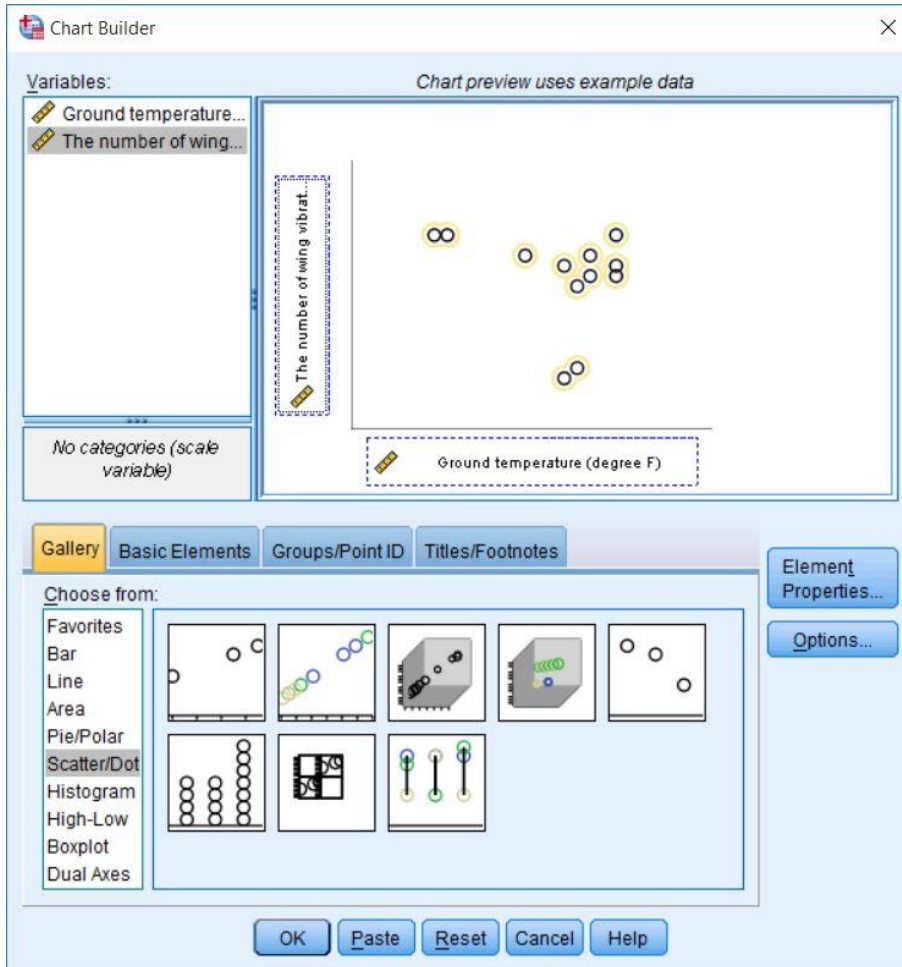 Chart Builder
Variables:
Chart preview uses example data
Ground temperature...
The number of wing...
The number of wing vibrat...
Ground temperature (degree F)
No categories (scale
variable)
Gallery
Basic Elements
Groups/Point ID
Titles/Footnotes
Element
Properties...
Options...
Choose from:
Favorites
Bar
Line
Area
Pie/Polar
Scatter/Dot
Histogram
High-Low
Boxplot
Dual Axes
OK
Paste
Reset
Cancel
Help